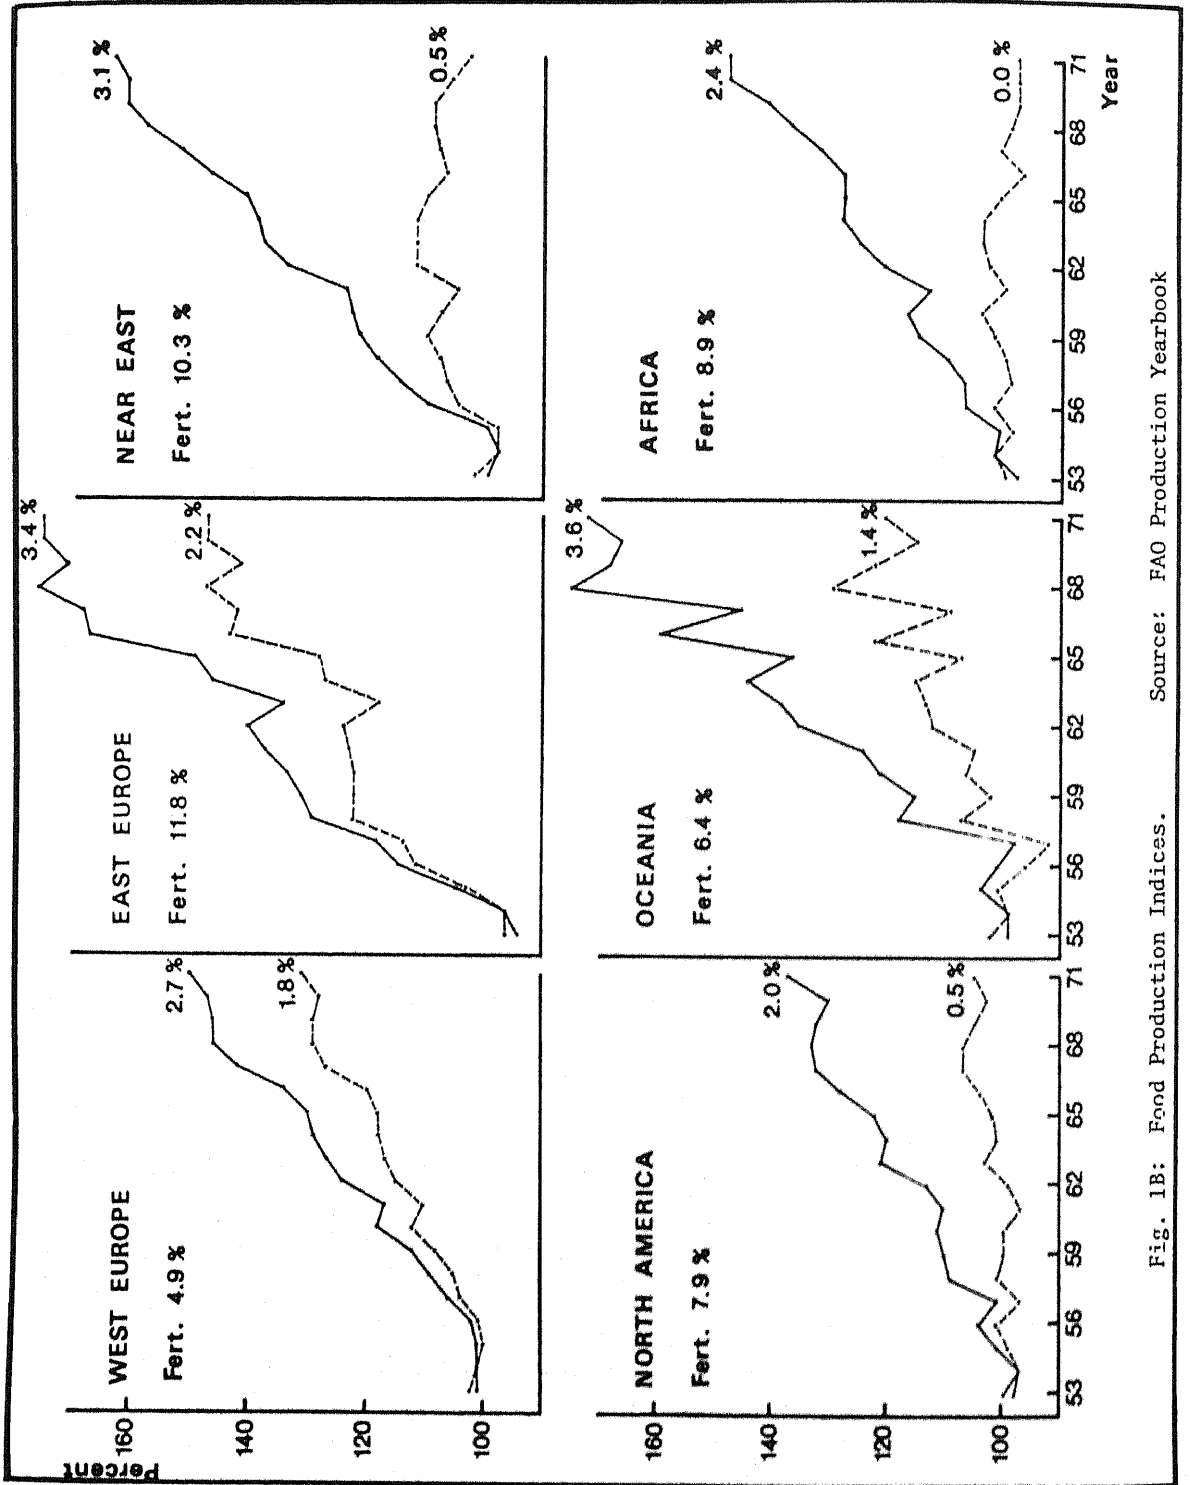 Percent
160
140
120
100
WEST EUROPE
Fert. 4.9 %
2.7 %
1.8 %
EAST EUROPE
Fert. 11.8 %
3.4 %
2.2 %
NEAR EAST
Fert. 10.3 %
3.1 %
0.5 %
160
140
120
100
NORTH AMERICA
Fert. 7.9 %
2.0 %
0.5 %
53 56 59 62 65 68 71
OCEANIA
Fert. 6.4 %
3.6 %
1.4 %
53 56 59 62 65 68 71
AFRICA
Fert. 8.9 %
2.4 %
0.0 %
53 56 59 62 65 68 71
Year
Fig. 1B: Food Production Indices. Source: FAO Production Yearbook